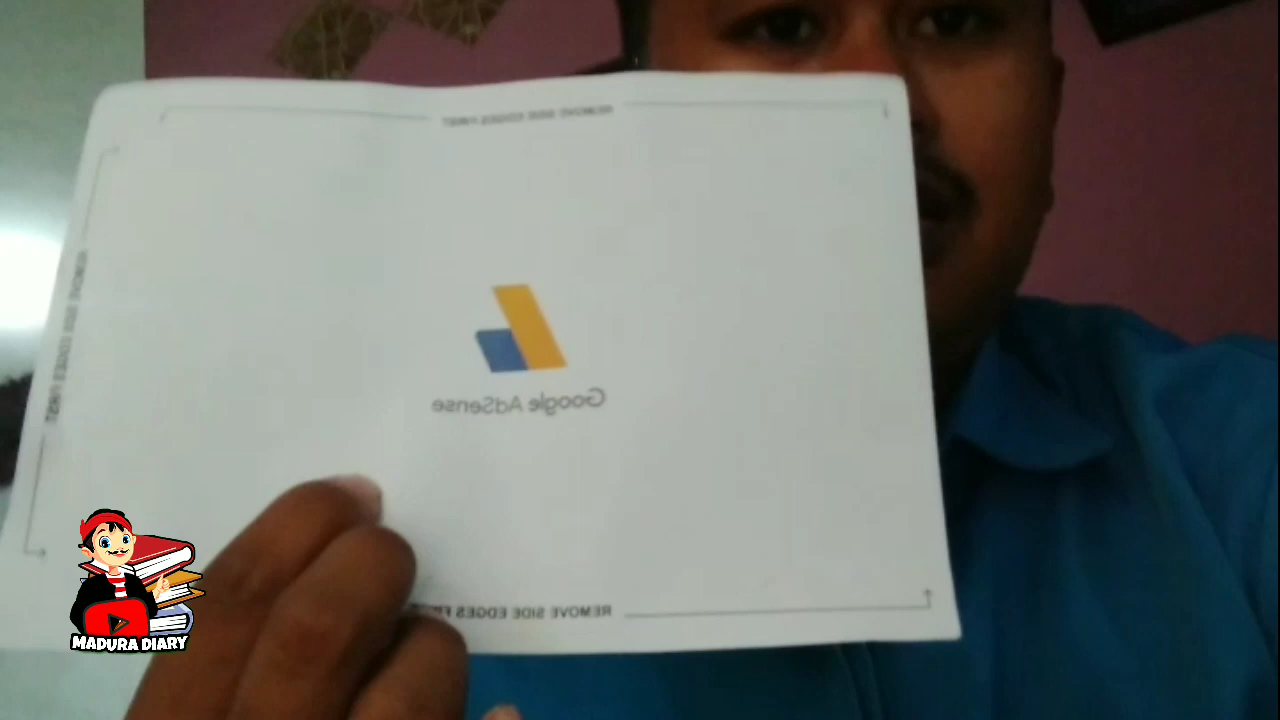 REMOVE SIDE EDGES FIRST
REMOVE SIDE EDGES FIRST
Google AdSense
REMOVE SIDE EDGES
MADURA DIARY